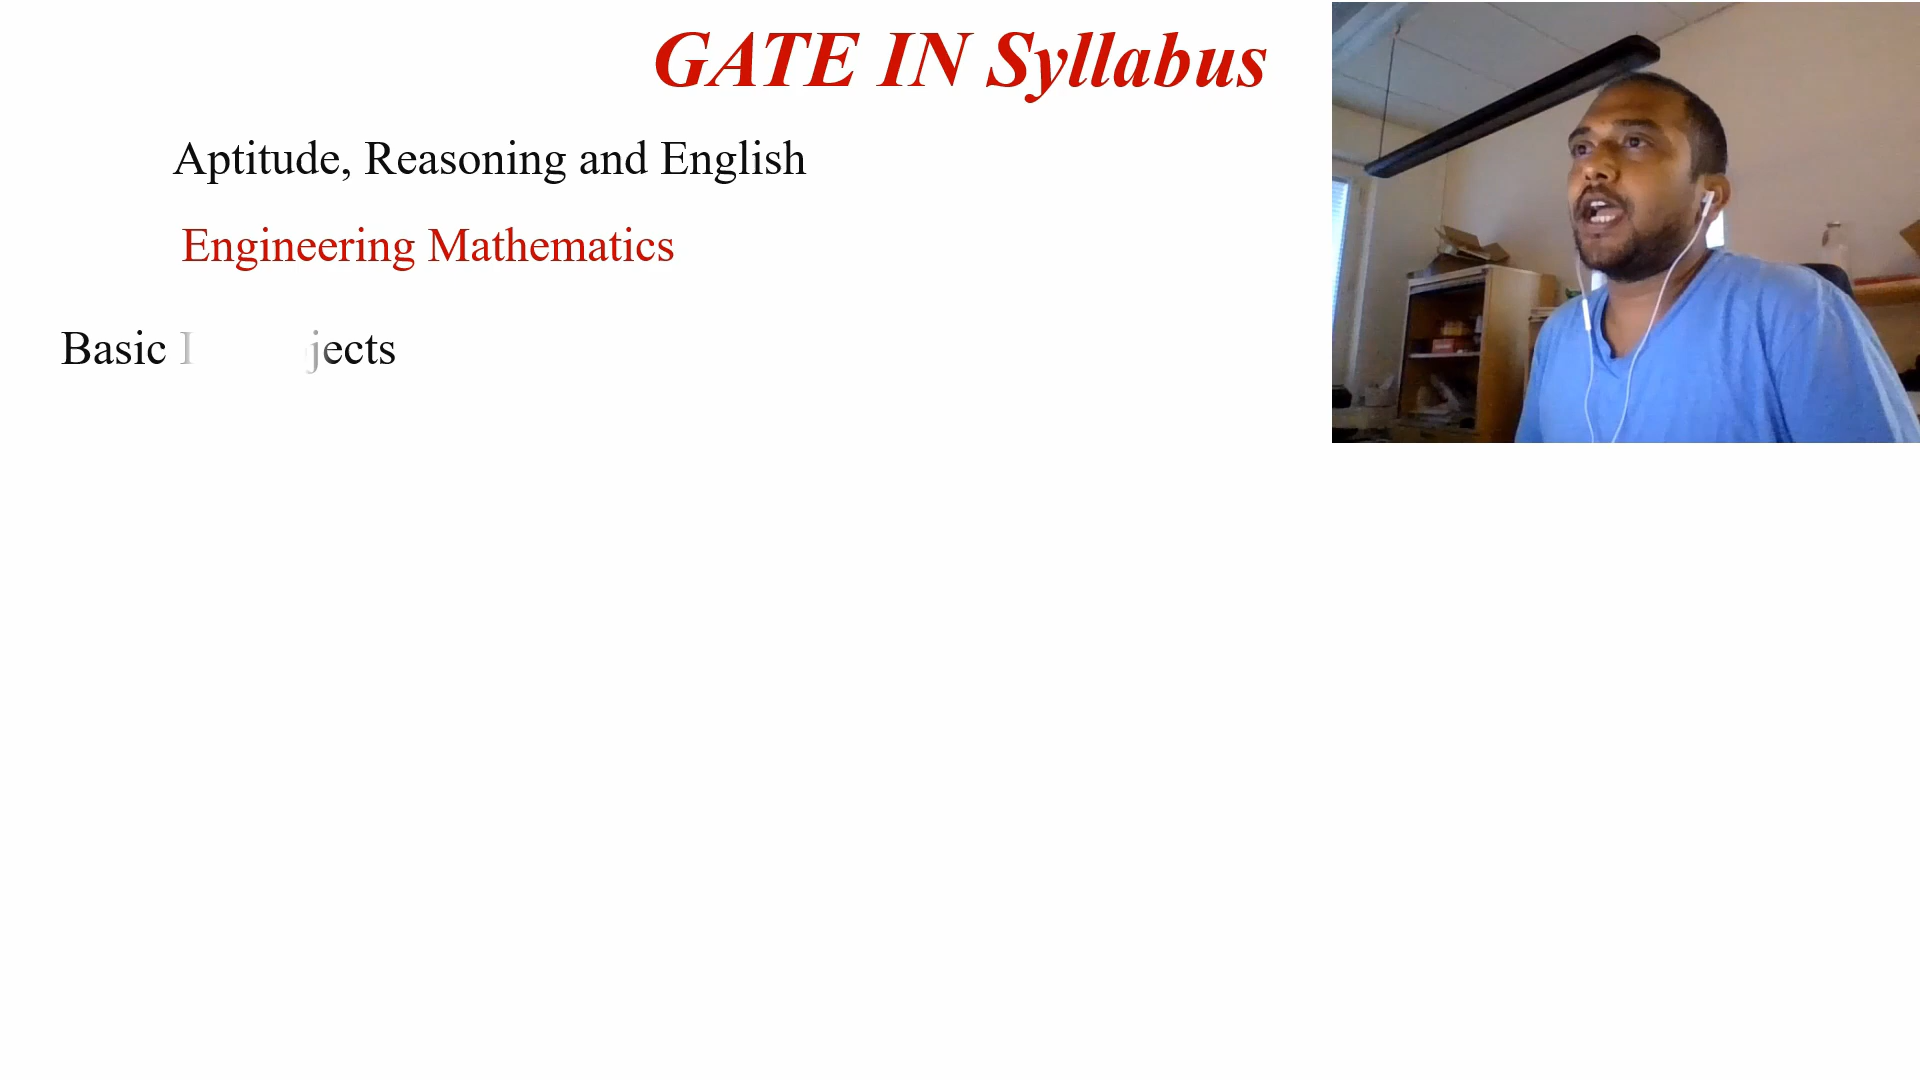 GATE IN Syllabus
Aptitude, Reasoning and English
Engineering Mathematics
Basic